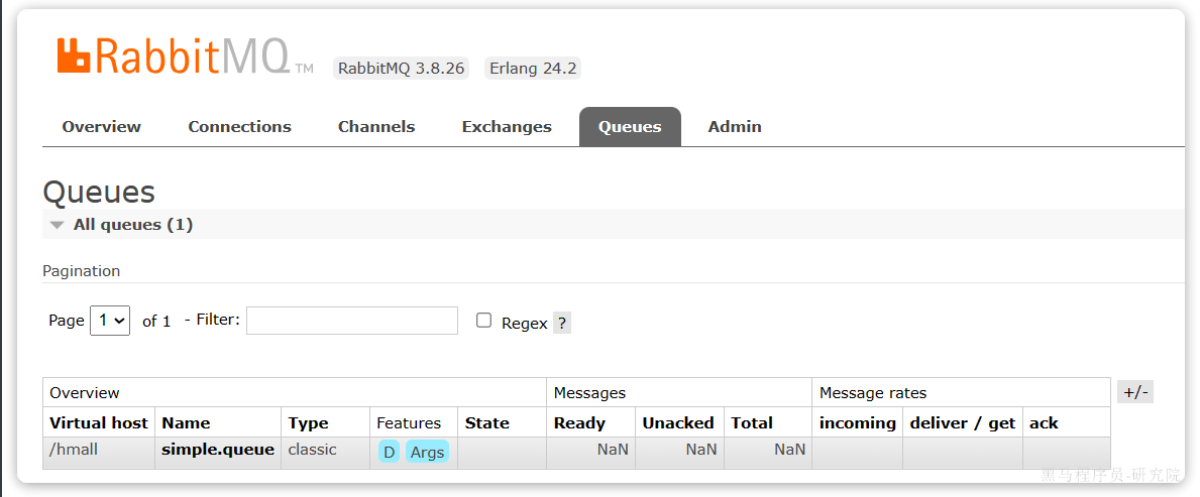 RabbitMQ TM RabbitMQ 3.8.26 Erlang 24.2
Overview Connections Channels Exchanges Queues Admin
Queues
All queues (1)
Pagination
Page 1 of 1 - Filter: Regex ?
Overview Messages Message rates +/-
Virtual host Name Type Features State Ready Unacked Total incoming deliver / get ack
/hmall simple.queue classic D Args NaN NaN NaN
黑马程序员-研究院